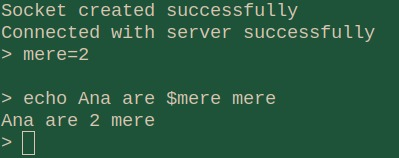 Socket created successfully
Connected with server successfully
> mere=2
> echo Ana are $mere mere
Ana are 2 mere
>